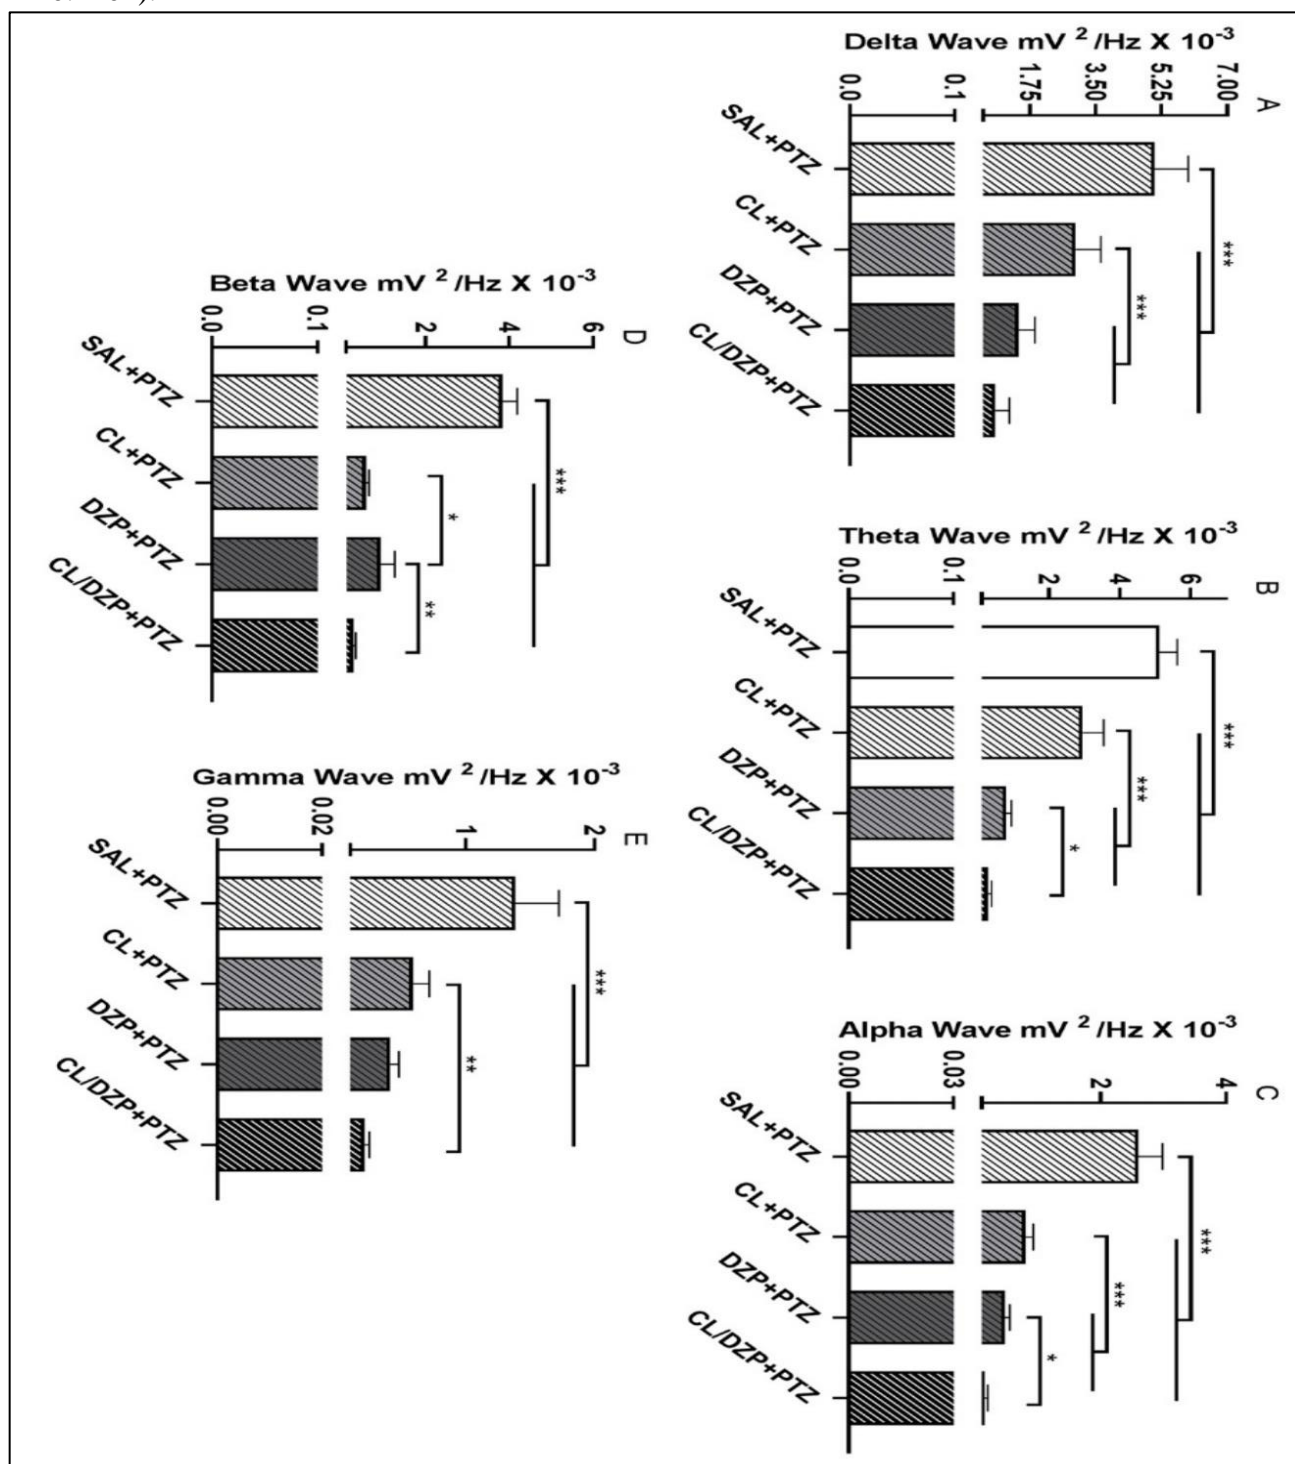 A
Delta Wave mV 2 /Hz X 10-3
7.00
5.25
3.50
1.75
0.1
0.0
SAL+PTZ
CL+PTZ
DZP+PTZ
CL/DZP+PTZ
***
***
B
Theta Wave mV 2 /Hz X 10-3
6
4
2
0.1
0.0
SAL+PTZ
CL+PTZ
DZP+PTZ
CL/DZP+PTZ
***
***
*
C
Alpha Wave mV 2 /Hz X 10-3
4
2
0.03
0.00
SAL+PTZ
CL+PTZ
DZP+PTZ
CL/DZP+PTZ
***
***
*
D
Beta Wave mV 2 /Hz X 10-3
6
4
2
0.1
0.0
SAL+PTZ
CL+PTZ
DZP+PTZ
CL/DZP+PTZ
***
*
**
E
Gamma Wave mV 2 /Hz X 10-3
2
1
0.02
0.00
SAL+PTZ
CL+PTZ
DZP+PTZ
CL/DZP+PTZ
***
**